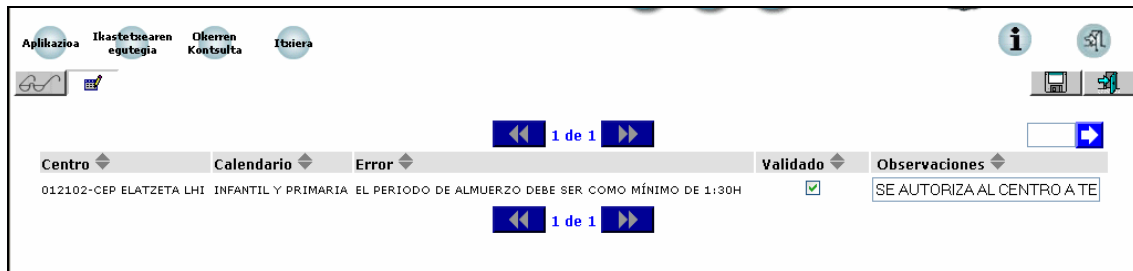 Aplikazioa Ikastetxearen egutegia Okerren Kontsulta Itxiera i
1 de 1
Centro Calendario Error Validado Observaciones
012102-CEP ELATZETA LHI INFANTIL Y PRIMARIA EL PERIODO DE ALMUERZO DEBE SER COMO MÍNIMO DE 1:30H SE AUTORIZA AL CENTRO A TE
1 de 1